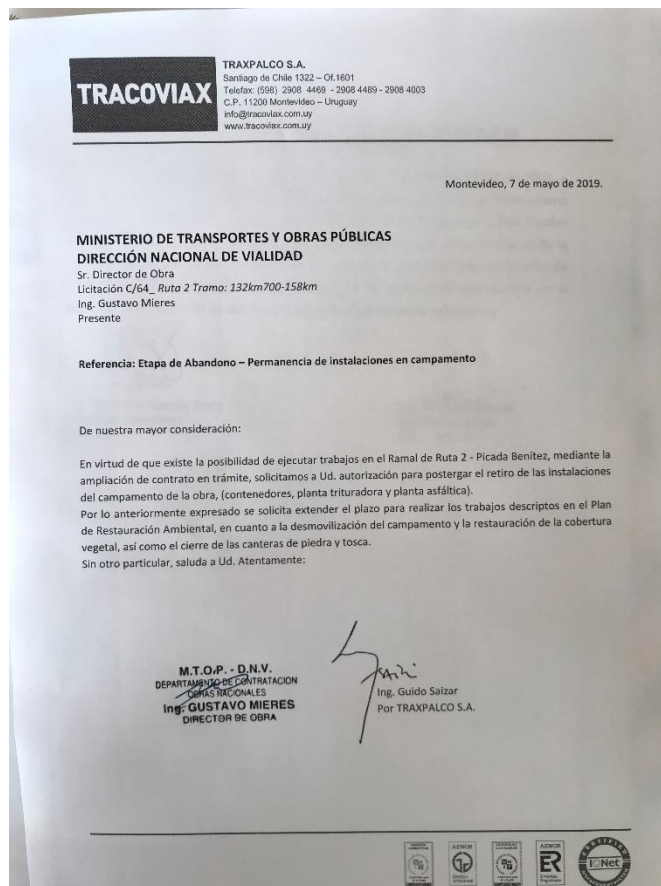 TRACOVIAX
TRAXPALCO S.A.
Santiago de Chile 1322 – Of.1601
Telefax: (598) 2908 4469 - 2908 4489 - 2908 4003
C.P. 11200 Montevideo – Uruguay
info@tracoviax.com.uy
www.tracoviax.com.uy
Montevideo, 7 de mayo de 2019.
MINISTERIO DE TRANSPORTES Y OBRAS PÚBLICAS
DIRECCIÓN NACIONAL DE VIALIDAD
Sr. Director de Obra
Licitación C/64_ Ruta 2 Tramo: 132km700-158km
Ing. Gustavo Mieres
Presente
Referencia: Etapa de Abandono – Permanencia de instalaciones en campamento
De nuestra mayor consideración:
En virtud de que existe la posibilidad de ejecutar trabajos en el Ramal de Ruta 2 - Picada Benítez, mediante la
ampliación de contrato en trámite, solicitamos a Ud. autorización para postergar el retiro de las instalaciones
del campamento de la obra, (contenedores, planta trituradora y planta asfáltica).
Por lo anteriormente expresado se solicita extender el plazo para realizar los trabajos descriptos en el Plan
de Restauración Ambiental, en cuanto a la desmovilización del campamento y la restauración de la cobertura
vegetal, así como el cierre de las canteras de piedra y tosca.
Sin otro particular, saluda a Ud. Atentamente:
M.T.O.P. - D.N.V.
DEPARTAMENTO DE CONTRATACION
OBRAS NACIONALES
Ing. GUSTAVO MIERES
DIRECTOR DE OBRA
Ing. Guido Saizar
Por TRAXPALCO S.A.
AENOR
AENOR
ER
IQNet